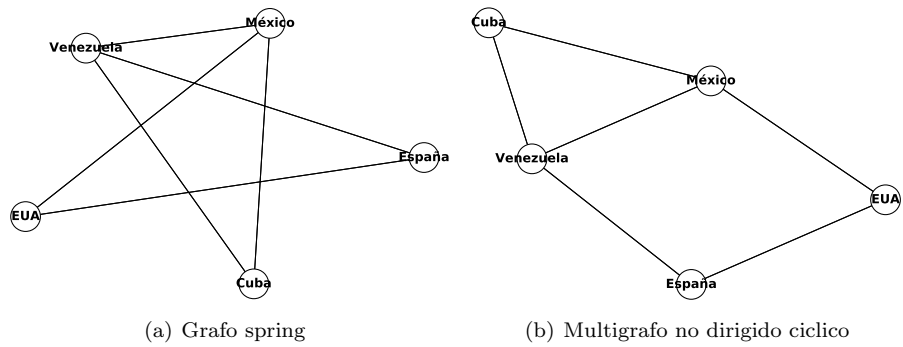 México
Venezuela
España
EUA
Cuba
(a) Grafo spring
Cuba
México
Venezuela
EUA
España
(b) Multigrafo no dirigido ciclico